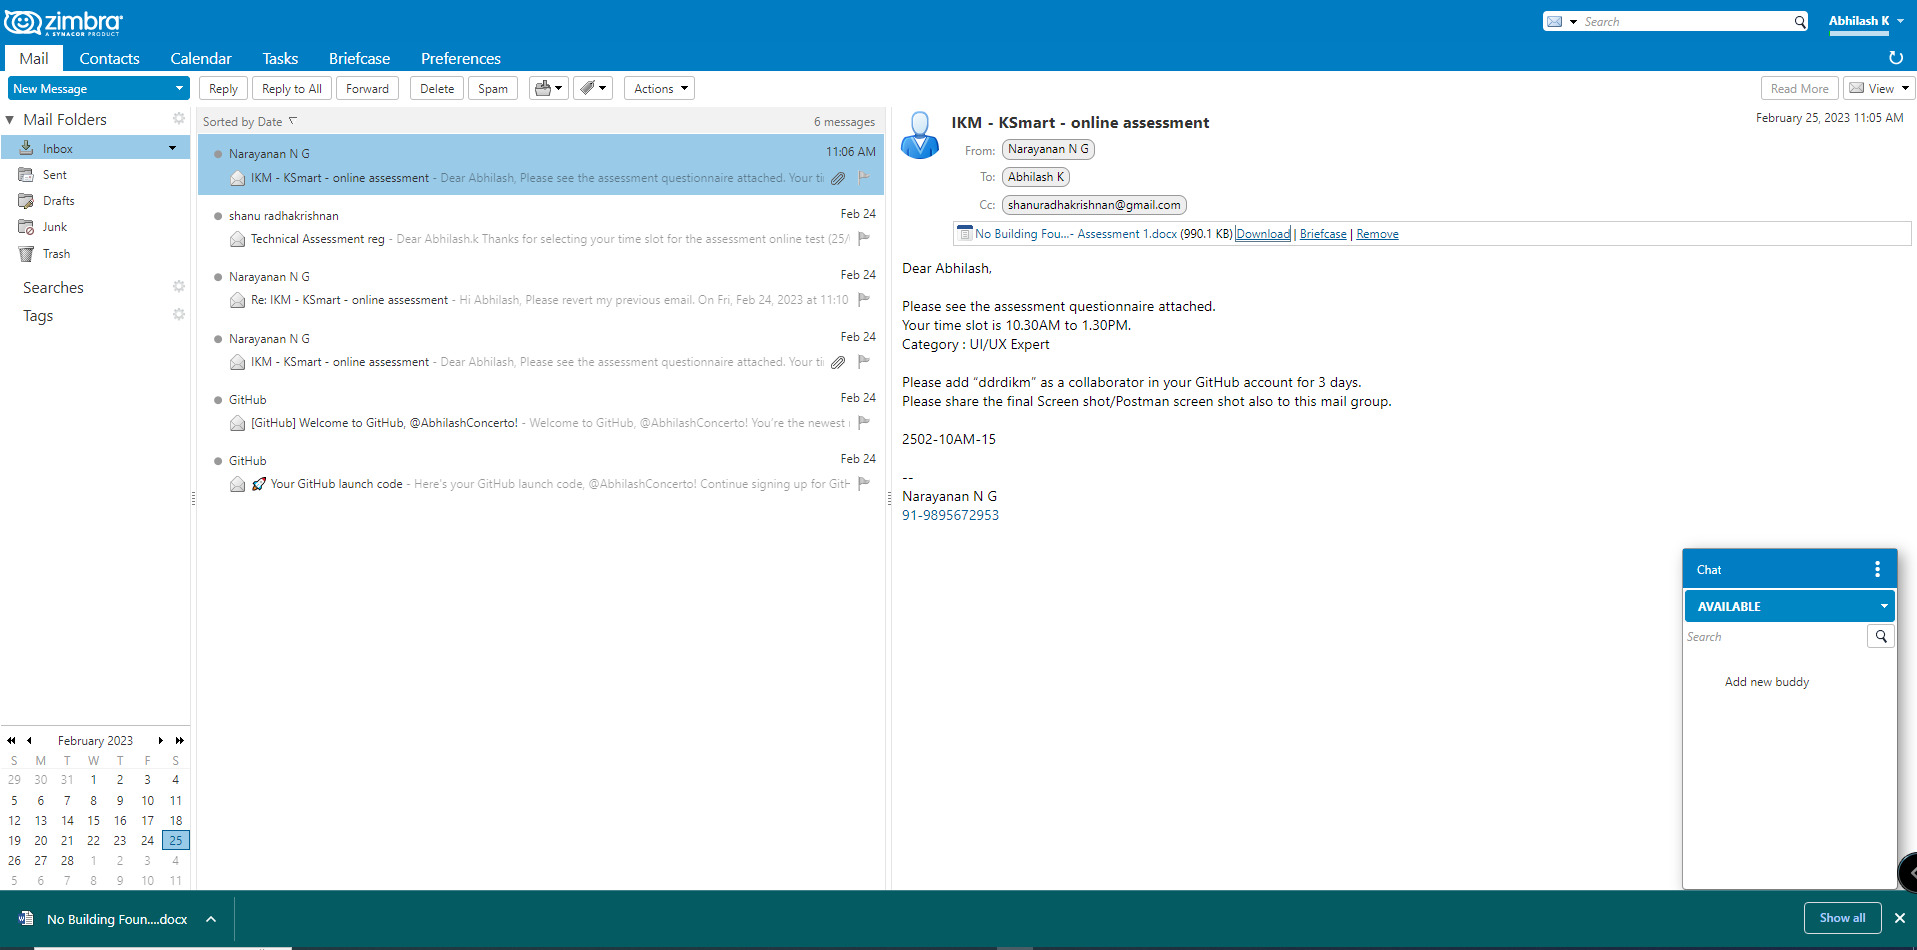 zimbra
A SYNACOR PRODUCT
Search
Abhilash K
Mail
Contacts
Calendar
Tasks
Briefcase
Preferences
New Message
Reply
Reply to All
Forward
Delete
Spam
Actions
Read More
View
Mail Folders
Inbox
Sent
Drafts
Junk
Trash
Searches
Tags
Sorted by Date
6 messages
Narayanan N G
11:06 AM
IKM - KSmart - online assessment - Dear Abhilash, Please see the assessment questionnaire attached. Your ti
shanu radhakrishnan
Feb 24
Technical Assessment reg - Dear Abhilash.k Thanks for selecting your time slot for the assessment online test (25/
Narayanan N G
Feb 24
Re: IKM - KSmart - online assessment - Hi Abhilash, Please revert my previous email. On Fri, Feb 24, 2023 at 11:10
Narayanan N G
Feb 24
IKM - KSmart - online assessment - Dear Abhilash, Please see the assessment questionnaire attached. Your ti
GitHub
Feb 24
[GitHub] Welcome to GitHub, @AbhilashConcerto! - Welcome to GitHub, @AbhilashConcerto! You're the newest
GitHub
Feb 24
🚀 Your GitHub launch code - Here's your GitHub launch code, @AbhilashConcerto! Continue signing up for GitH
IKM - KSmart - online assessment
February 25, 2023 11:05 AM
From: Narayanan N G
To: Abhilash K
Cc: shanuradhakrishnan@gmail.com
No Building Fou...- Assessment 1.docx (990.1 KB) Download | Briefcase | Remove
Dear Abhilash,
Please see the assessment questionnaire attached.
Your time slot is 10.30AM to 1.30PM.
Category : UI/UX Expert
Please add “ddrdikm” as a collaborator in your GitHub account for 3 days.
Please share the final Screen shot/Postman screen shot also to this mail group.
2502-10AM-15
--
Narayanan N G
91-9895672953
Chat
AVAILABLE
Search
Add new buddy
February 2023
S M T W T F S
29 30 31 1 2 3 4
5 6 7 8 9 10 11
12 13 14 15 16 17 18
19 20 21 22 23 24 25
26 27 28 1 2 3 4
5 6 7 8 9 10 11
No Building Foun....docx
Show all